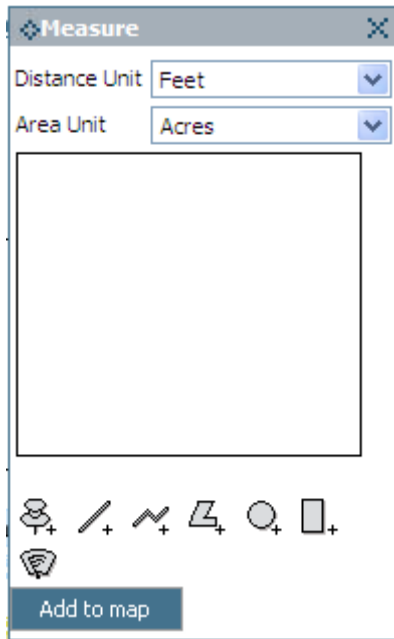 Measure
Distance Unit Feet
Area Unit Acres
Add to map